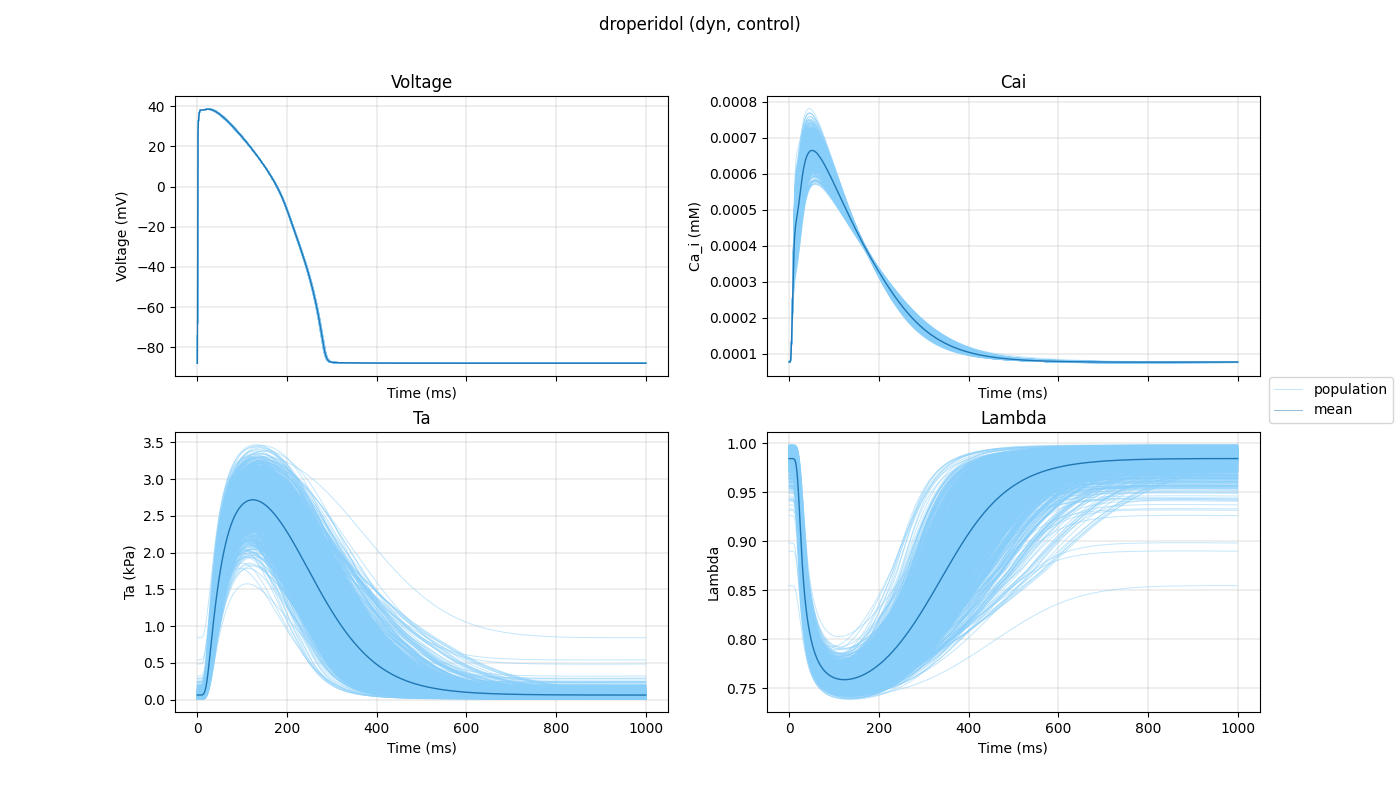 droperidol (dyn, control)
Voltage
Voltage (mV)
40
20
0
−20
−40
−60
−80
Time (ms)
Cai
Ca_i (mM)
0.0008
0.0007
0.0006
0.0005
0.0004
0.0003
0.0002
0.0001
Time (ms)
population
mean
Ta
Ta (kPa)
3.5
3.0
2.5
2.0
1.5
1.0
0.5
0.0
0 200 400 600 800 1000
Time (ms)
Lambda
Lambda
1.00
0.95
0.90
0.85
0.80
0.75
0 200 400 600 800 1000
Time (ms)